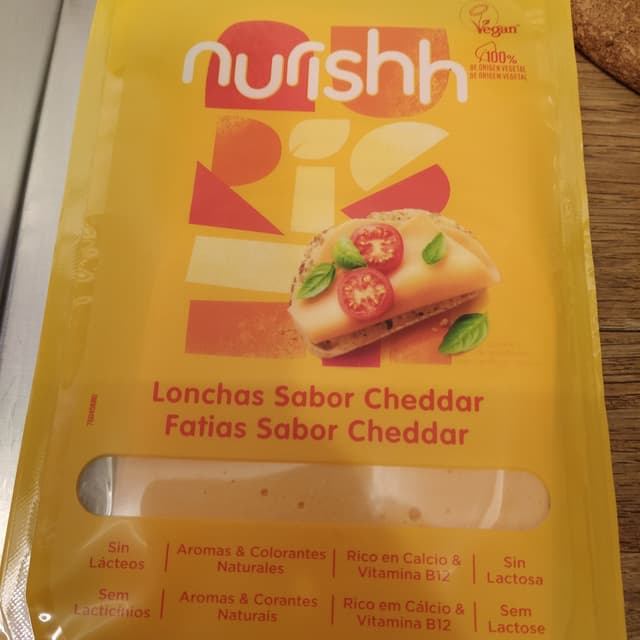 Vegan
100%
DE ORIGEN VEGETAL
DE ORIGEM VEGETAL
nurishh
Lonchas Sabor Cheddar
Fatias Sabor Cheddar
Sin
Lácteos
Aromas & Colorantes
Naturales
Rico en Calcio &
Vitamina B12
Sin
Lactosa
Sem
Lacticínios
Aromas & Corantes
Naturais
Rico em Cálcio &
Vitamina B12
Sem
Lactose